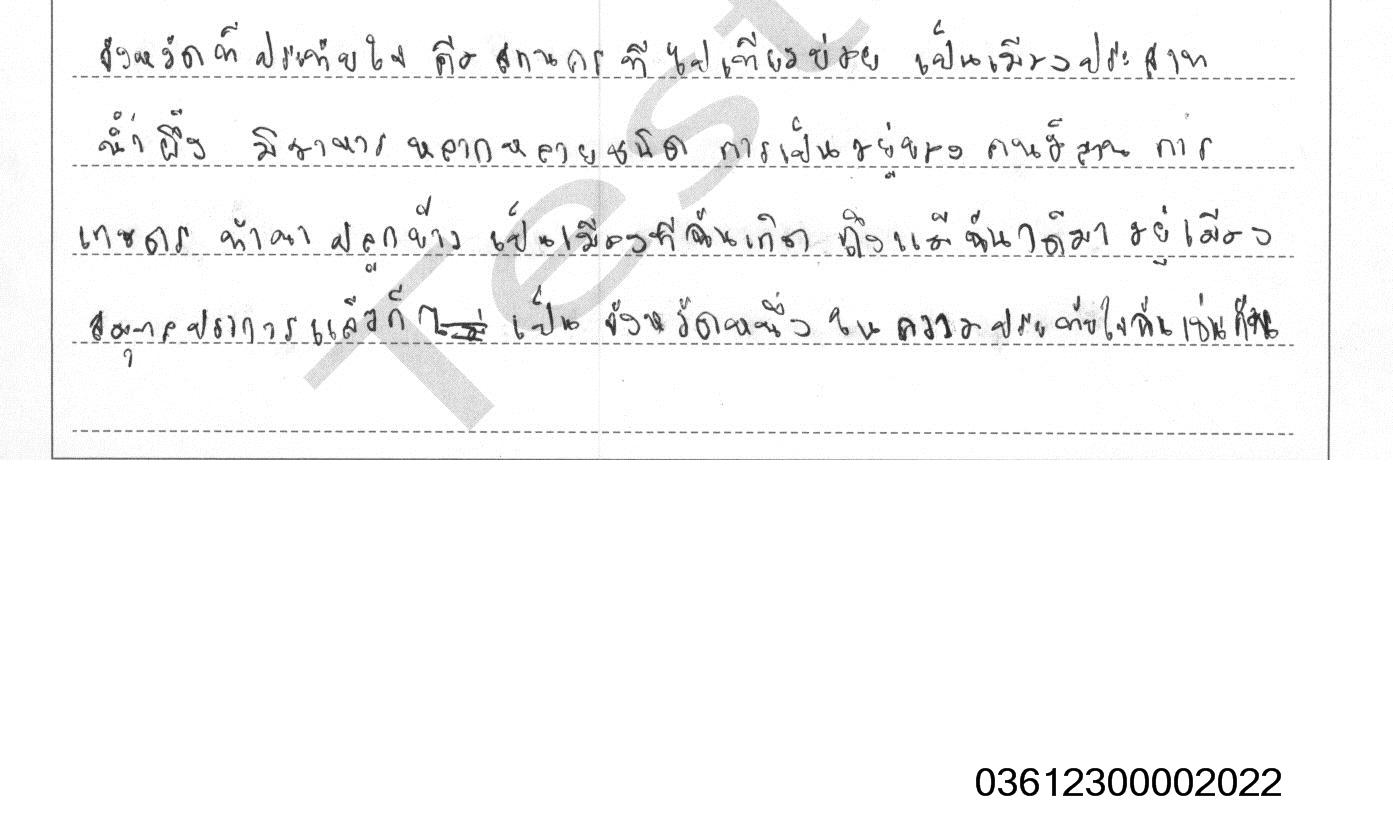 จังหวัดที่ประทับใจ คือ สกนคร ที่ไปเที่ยวบ่อย เป็นเมืองประสาท
น้ำผึ้ง มีอาหารหลากหลายชนิด การเป็นอยู่ของคนอีสาน การ
เกษตร ทำนา ปลูกข้าว เป็นเมืองที่ฉันเกิด ถึงแม้ฉันได้มาอยู่เมือง
สมุทรปราการแล้วก็ เป็นจังหวัดหนึ่งในความประทับใจฉันเช่นกัน
Test
03612300002022